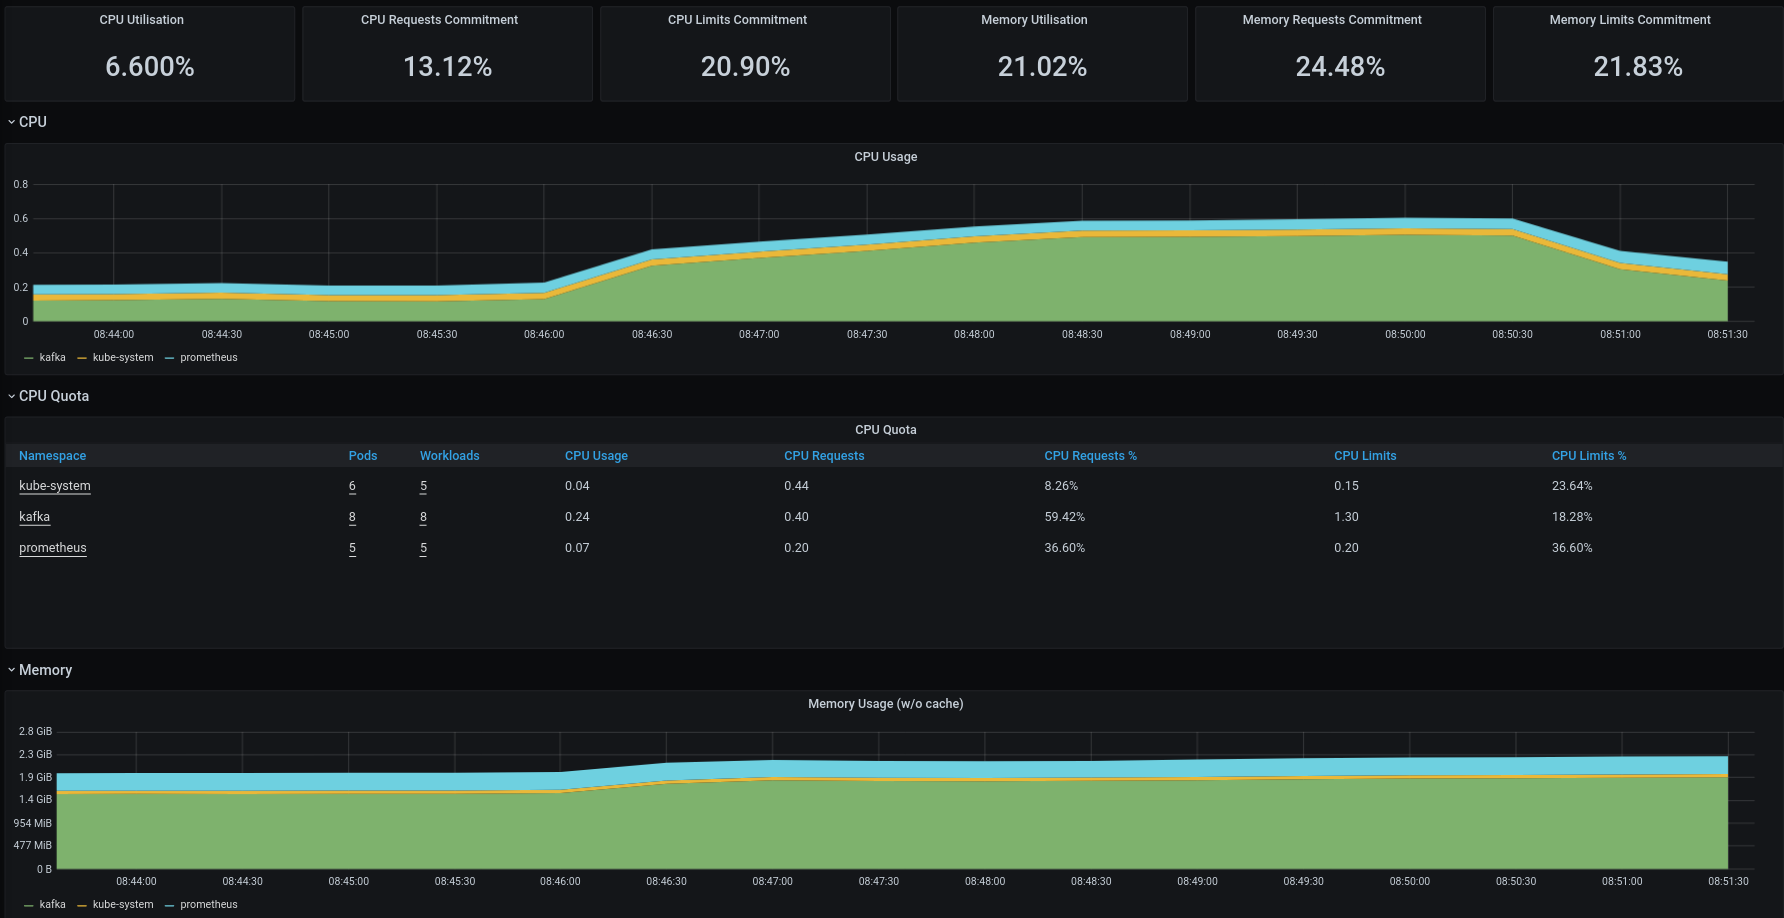 CPU Utilisation CPU Requests Commitment CPU Limits Commitment Memory Utilisation Memory Requests Commitment Memory Limits Commitment
6.600% 13.12% 20.90% 21.02% 24.48% 21.83%
CPU
CPU Usage
0.8
0.6
0.4
0.2
0
08:44:00 08:44:30 08:45:00 08:45:30 08:46:00 08:46:30 08:47:00 08:47:30 08:48:00 08:48:30 08:49:00 08:49:30 08:50:00 08:50:30 08:51:00 08:51:30
kafka kube-system prometheus
CPU Quota
CPU Quota
Namespace Pods Workloads CPU Usage CPU Requests CPU Requests % CPU Limits CPU Limits %
kube-system 6 5 0.04 0.44 8.26% 0.15 23.64%
kafka 8 8 0.24 0.40 59.42% 1.30 18.28%
prometheus 5 5 0.07 0.20 36.60% 0.20 36.60%
Memory
Memory Usage (w/o cache)
2.8 GiB
2.3 GiB
1.9 GiB
1.4 GiB
954 MiB
477 MiB
0 B
08:44:00 08:44:30 08:45:00 08:45:30 08:46:00 08:46:30 08:47:00 08:47:30 08:48:00 08:48:30 08:49:00 08:49:30 08:50:00 08:50:30 08:51:00 08:51:30
kafka kube-system prometheus